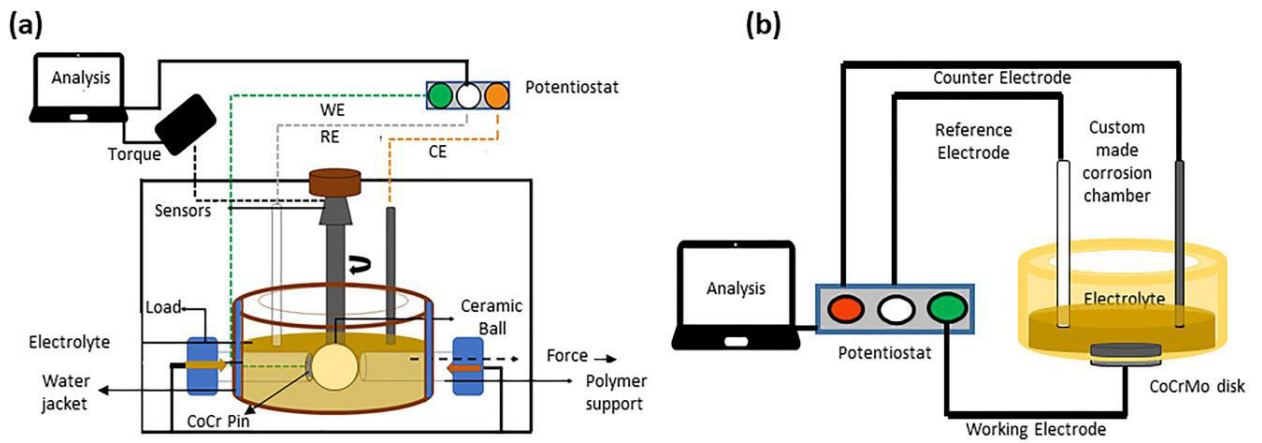 (a)
Analysis
Torque
WE
RE
CE
Potentiostat
Sensors
Load
Electrolyte
Water
jacket
CoCr Pin
Ceramic
Ball
Force
Polymer
support
(b)
Counter Electrode
Reference
Electrode
Custom
made
corrosion
chamber
Analysis
Potentiostat
Electrolyte
CoCrMo disk
Working Electrode